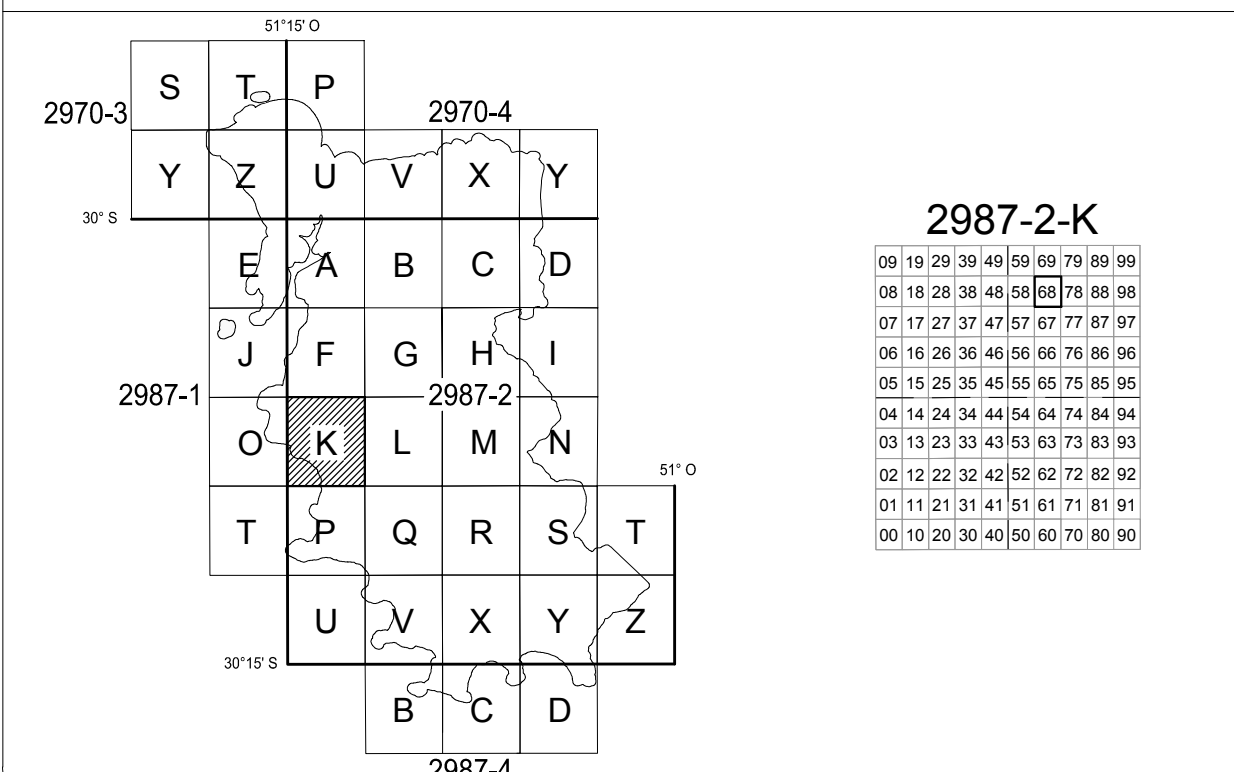 51°15' O
S T P
2970-3
2970-4
Y Z U V X Y
30° S
E A B C D
J F G H I
2987-1
2987-2
O K L M N
51° O
T P Q R S T
U V X Y Z
30°15' S
B C D
2987-4
2987-2-K
09 19 29 39 49 59 69 79 89 99
08 18 28 38 48 58 68 78 88 98
07 17 27 37 47 57 67 77 87 97
06 16 26 36 46 56 66 76 86 96
05 15 25 35 45 55 65 75 85 95
04 14 24 34 44 54 64 74 84 94
03 13 23 33 43 53 63 73 83 93
02 12 22 32 42 52 62 72 82 92
01 11 21 31 41 51 61 71 81 91
00 10 20 30 40 50 60 70 80 90